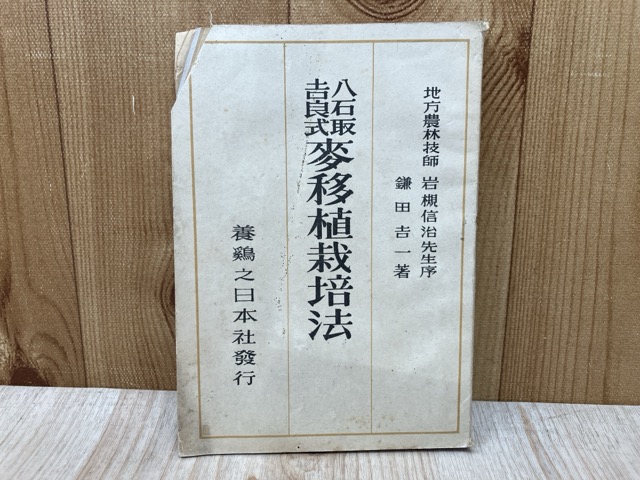 地方農林技師 岩槻信治先生序
鎌田吉一著
八石取
吉良式
麥移植栽培法
養鷄之日本社發行